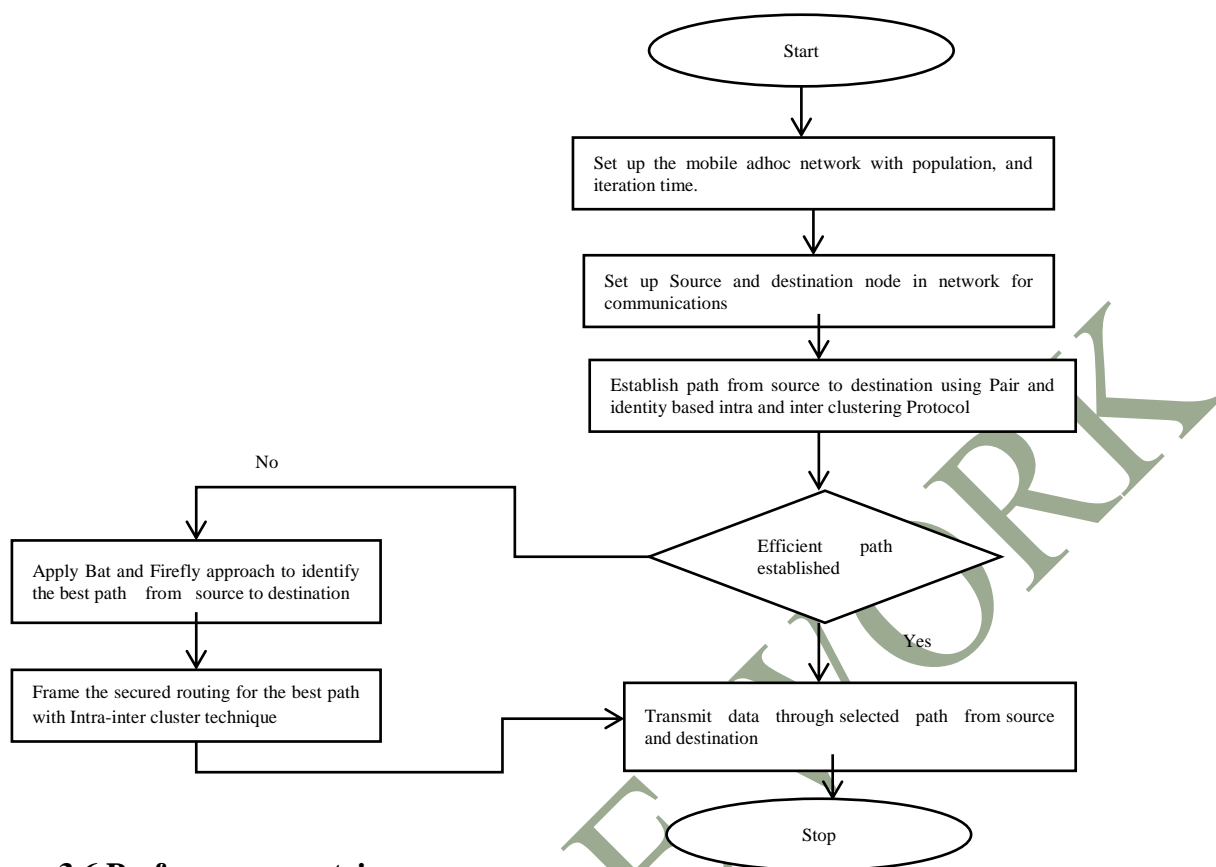 Start
Set up the mobile adhoc network with population, and
iteration time.
Set up Source and destination node in network for
communications
Establish path from source to destination using Pair and
identity based intra and inter clustering Protocol
No
Efficient path
established
Apply Bat and Firefly approach to identify
the best path from source to destination
Yes
Frame the secured routing for the best path
with Intra-inter cluster technique
Transmit data through selected path from source
and destination
Stop